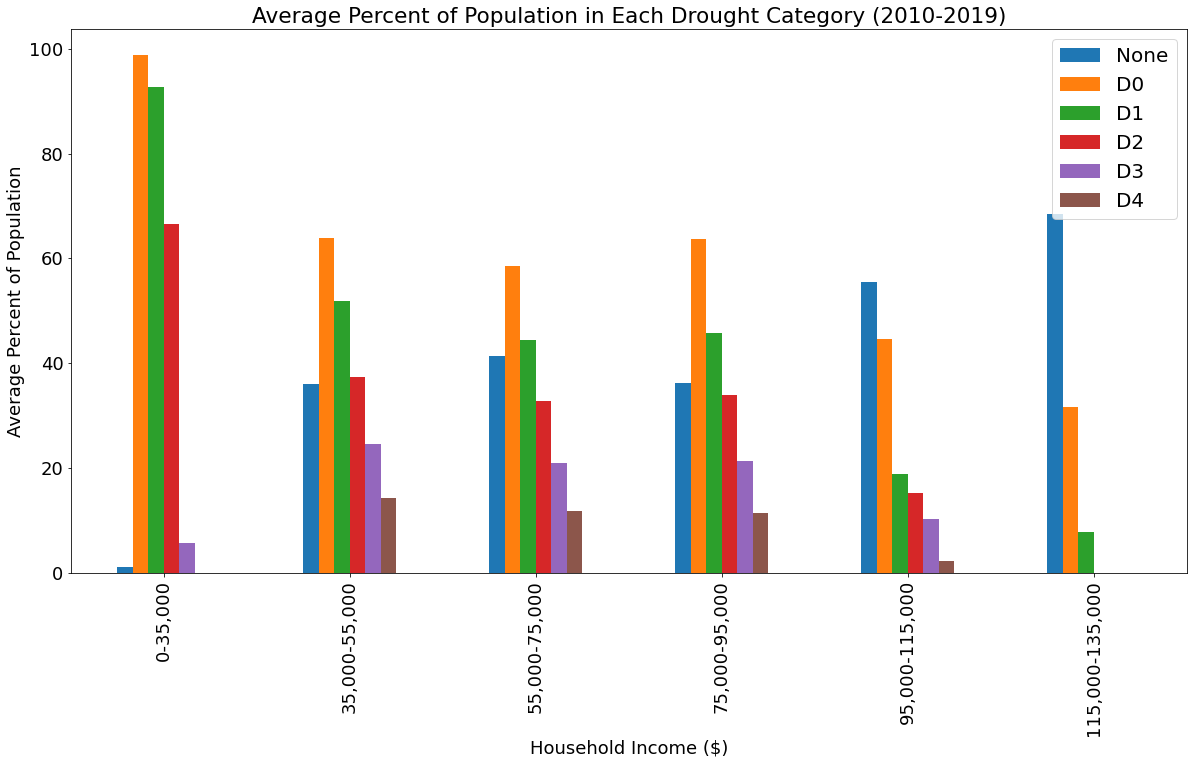 Average Percent of Population in Each Drought Category (2010-2019)
100
80
60
40
20
0
Average Percent of Population
None
D0
D1
D2
D3
D4
0-35,000
35,000-55,000
55,000-75,000
75,000-95,000
95,000-115,000
115,000-135,000
Household Income ($)